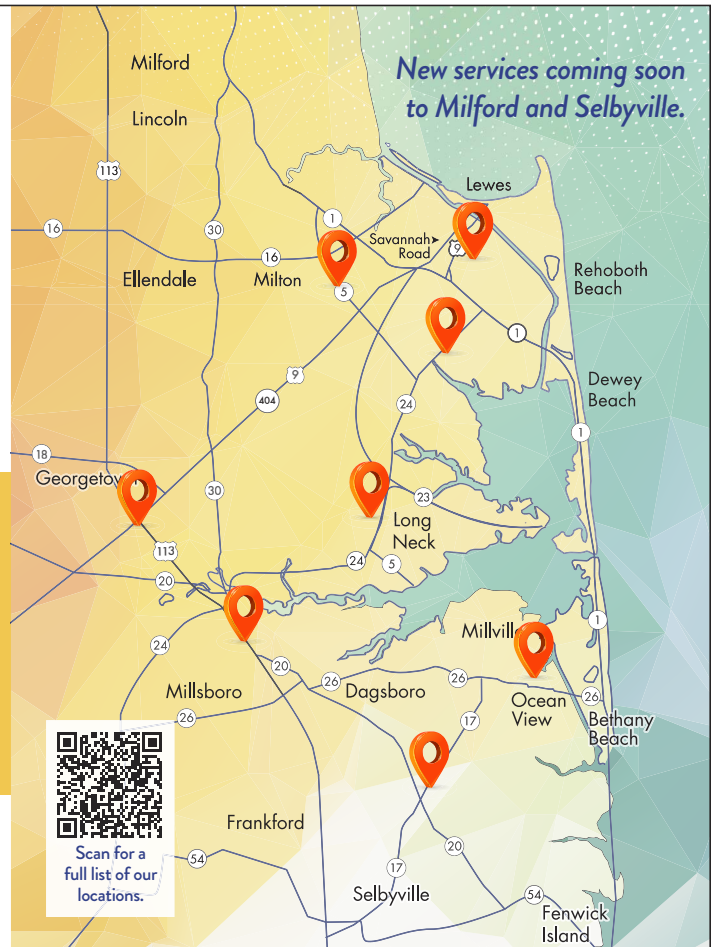 New services coming soon
to Milford and Selbyville.
Milford
Lincoln
113
Lewes
1
16
30
Savannah
Road
9
16
Rehoboth
Beach
Ellendale
Milton
5
1
9
Dewey
Beach
404
24
1
18
Georgetown
30
23
Long
Neck
113
24
5
20
1
24
Millville
20
26
26
Millsboro
Dagsboro
Ocean
View
26
26
17
Bethany
Beach
Frankford
Scan for a
full list of our
locations.
54
20
17
Selbyville
54
Fenwick
Island